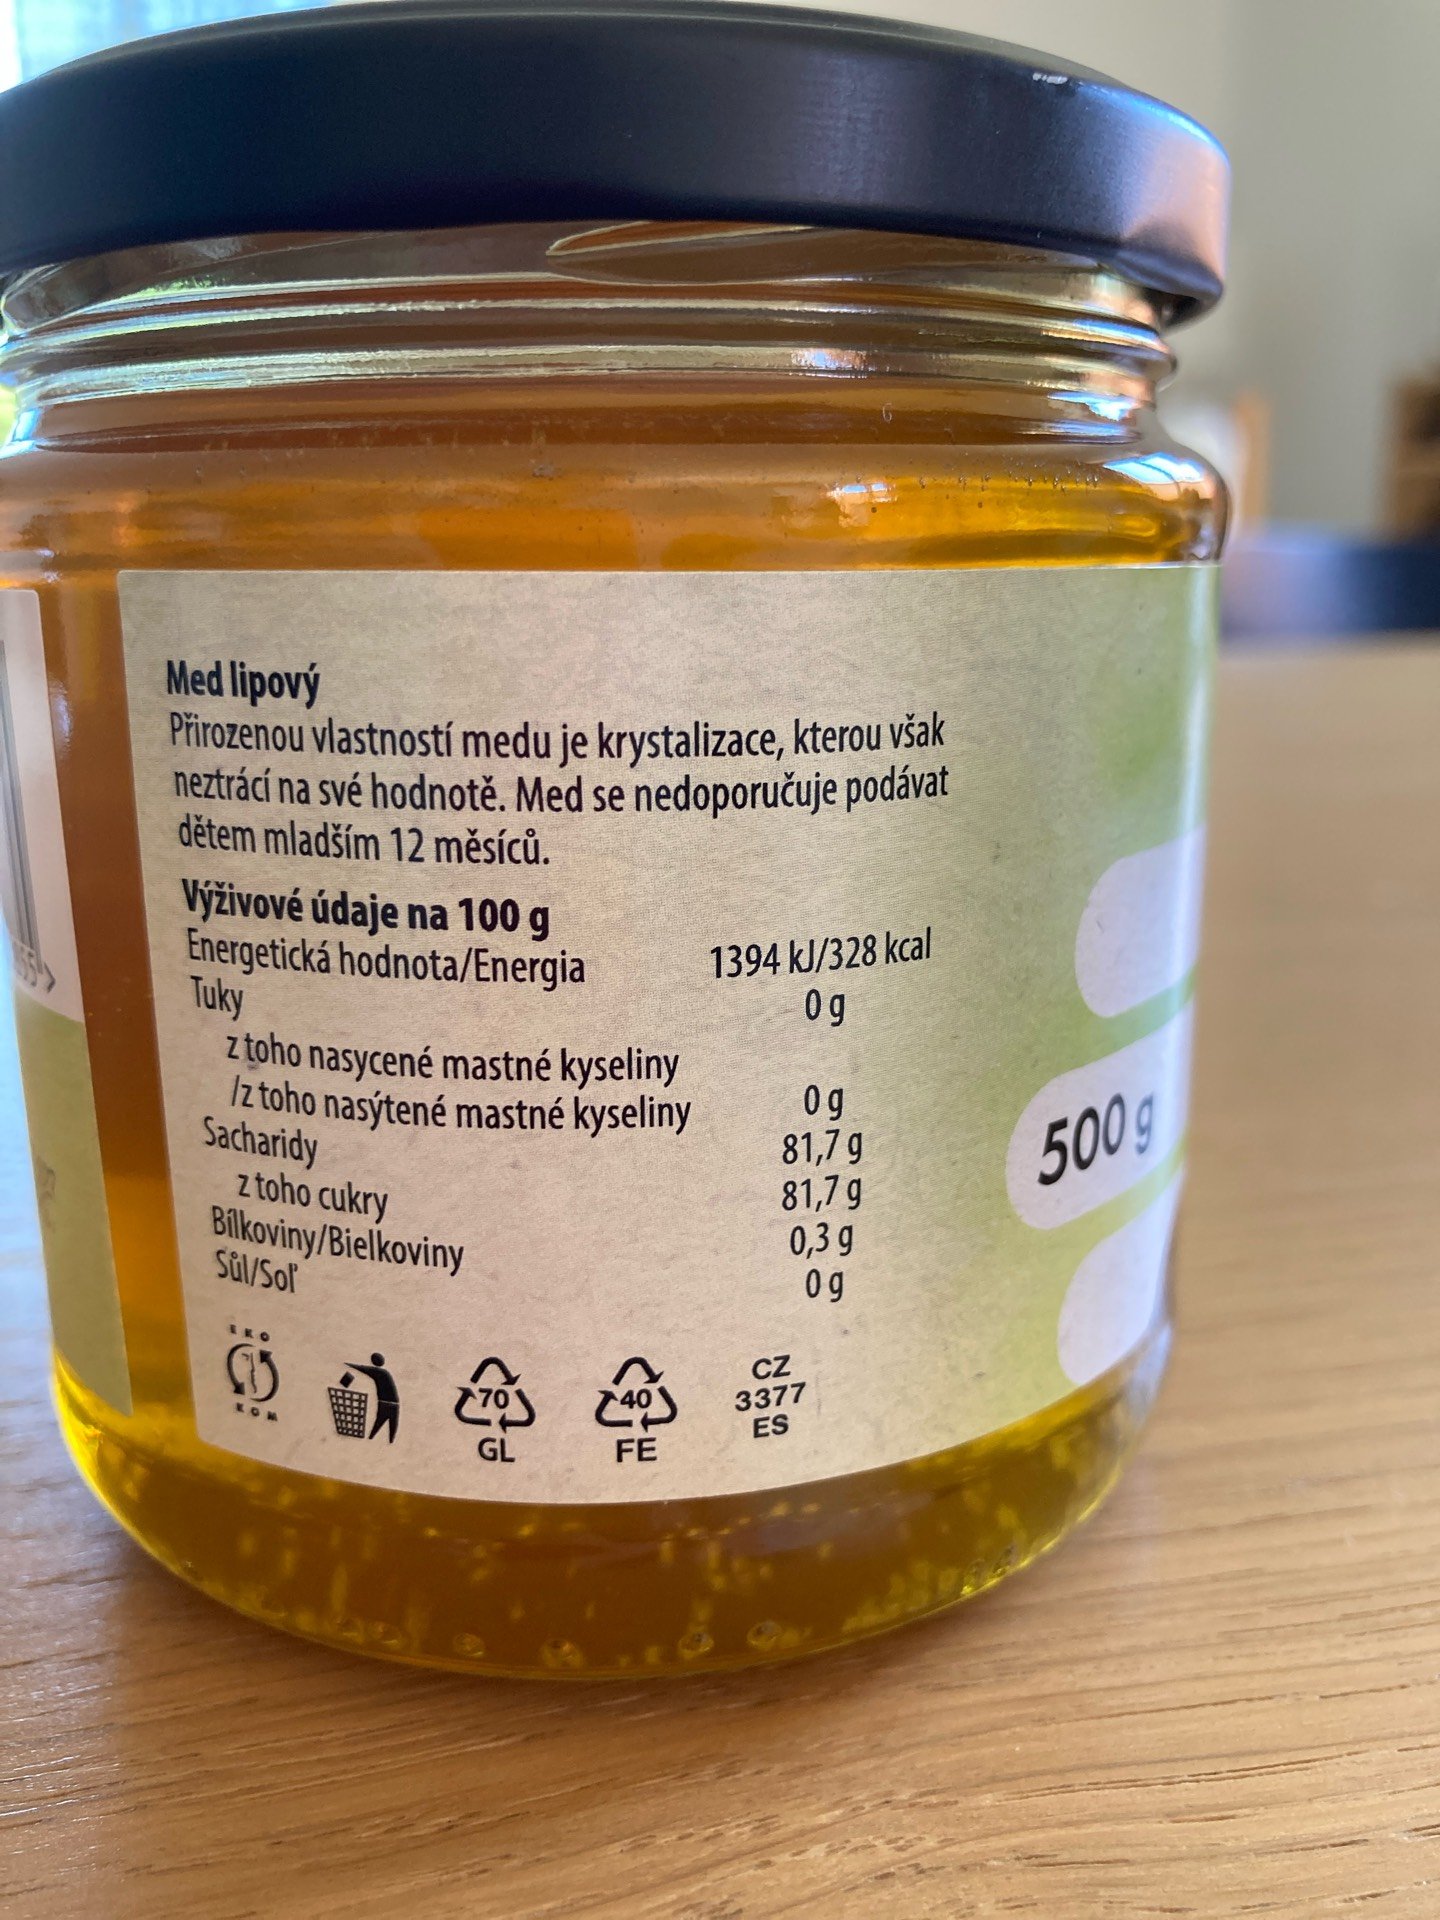 Med lipový
Přirozenou vlastností medu je krystalizace, kterou však
neztrácí na své hodnotě. Med se nedoporučuje podávat
dětem mladším 12 měsíců.
Výživové údaje na 100 g
Energetická hodnota/Energia 1394 kJ/328 kcal
Tuky 0 g
z toho nasycené mastné kyseliny
/z toho nasýtené mastné kyseliny 0 g
Sacharidy 81,7 g
z toho cukry 81,7 g
Bílkoviny/Bielkoviny 0,3 g
Sůl/Soľ 0 g
500 g
EKO
KOM
70
GL
40
FE
CZ
3377
ES